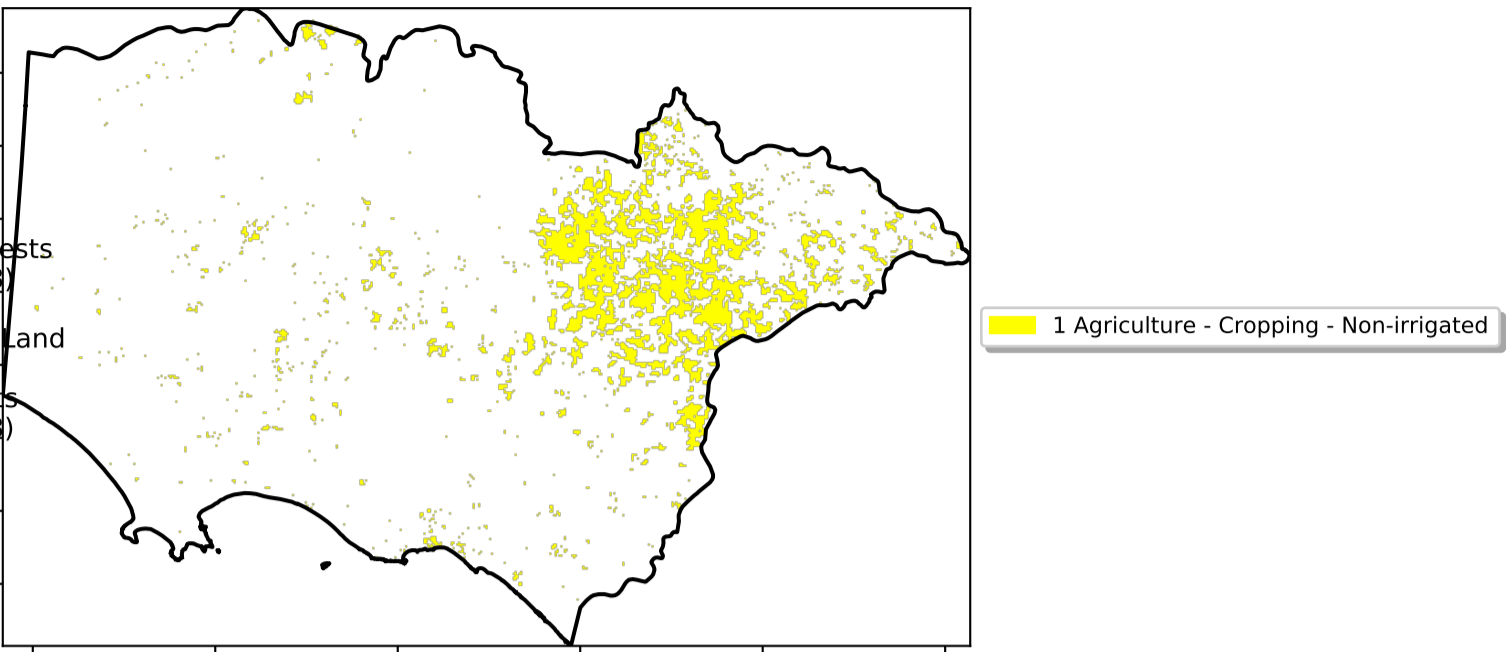 ests
)
1 Agriculture - Cropping - Non-irrigated
Land
s
)